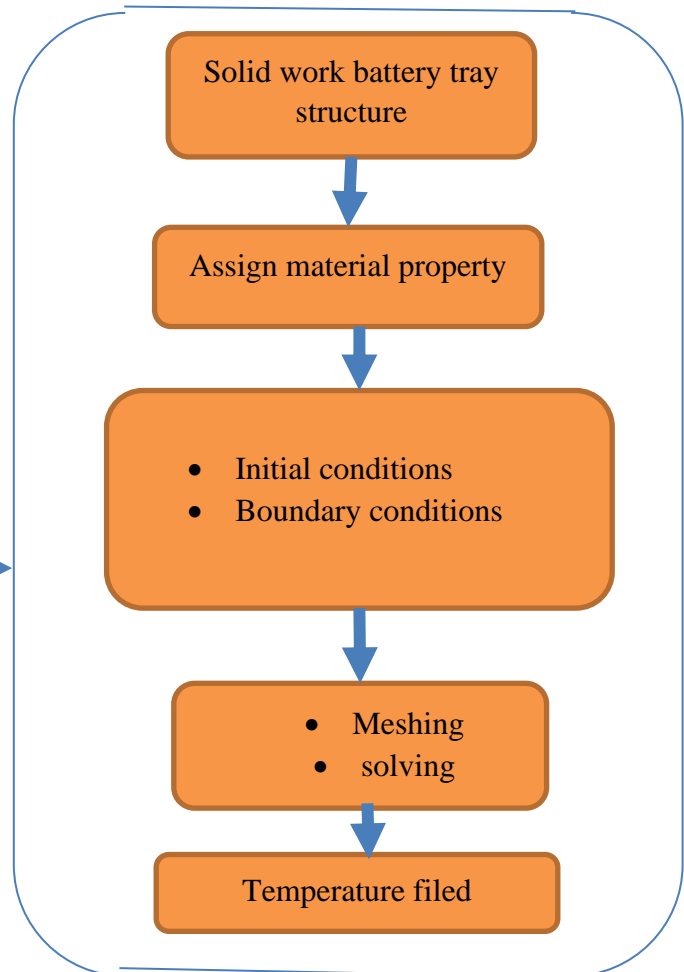 Solid work battery tray
structure
Assign material property
• Initial conditions
• Boundary conditions
• Meshing
• solving
Temperature filed